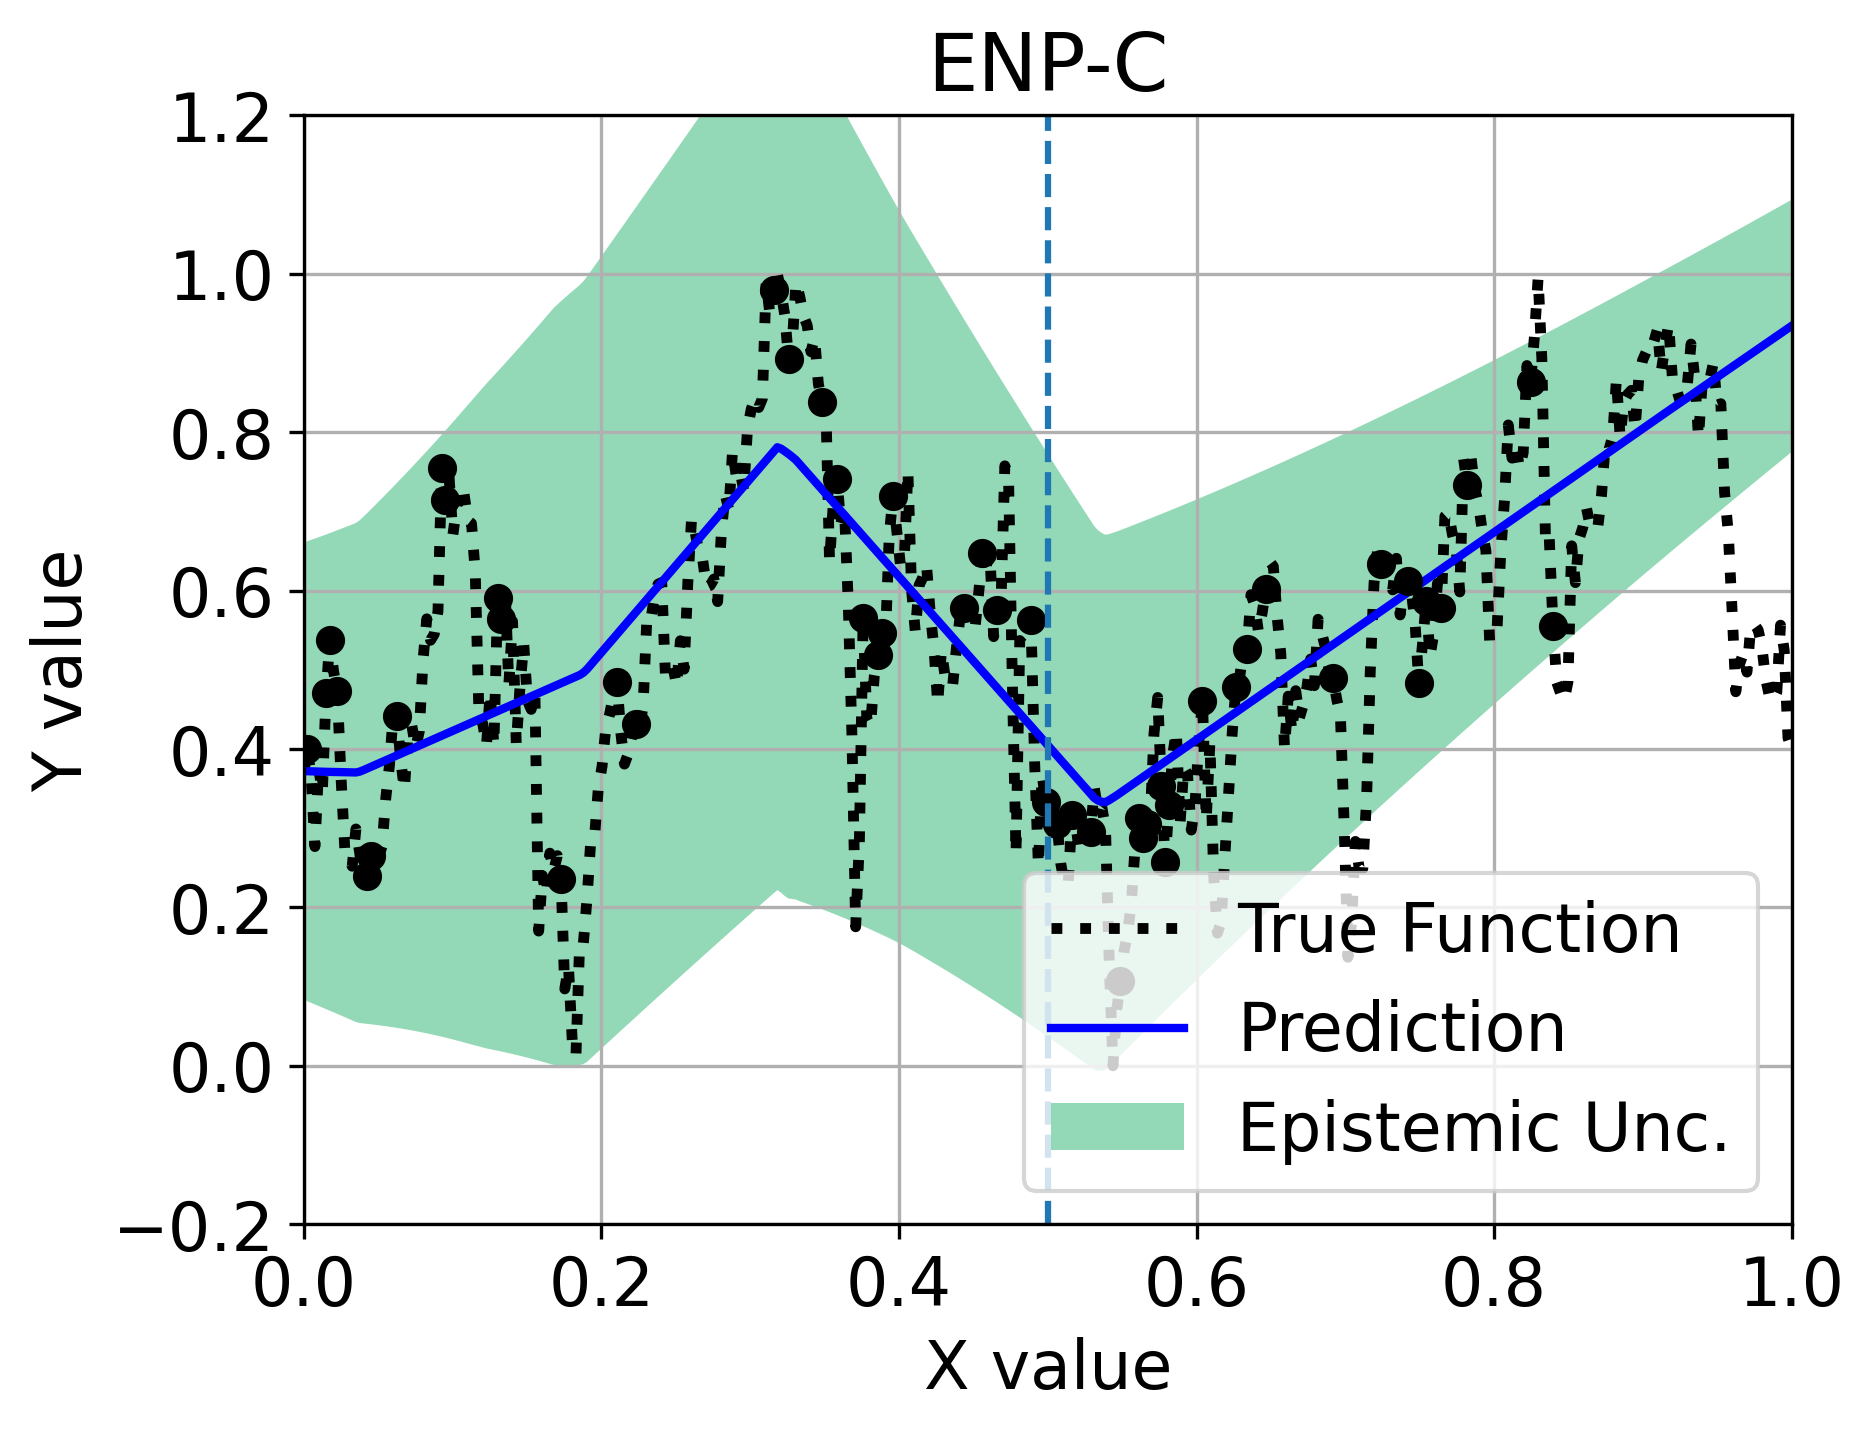 ENP-C
1.2
1.0
0.8
0.6
0.4
0.2
0.0
−0.2
Y value
True Function
Prediction
Epistemic Unc.
0.0 0.2 0.4 0.6 0.8 1.0
X value